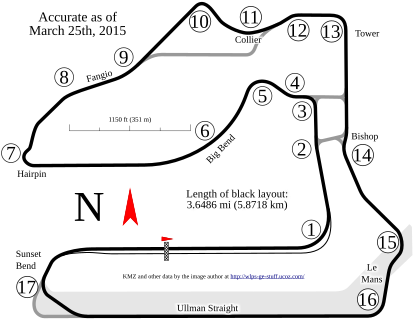 Accurate as of
March 25th, 2015
10
11
12
13
Collier
Tower
9
8
Fangio
5
4
3
1150 ft (351 m)
6
Big Bend
2
Bishop
14
7
Hairpin
N
Length of black layout:
3.6486 mi (5.8718 km)
1
15
Sunset
Bend
17
KMZ and other data by the image author at http://wlps-ge-stuff.ucoz.com/
Le
Mans
16
Ullman Straight